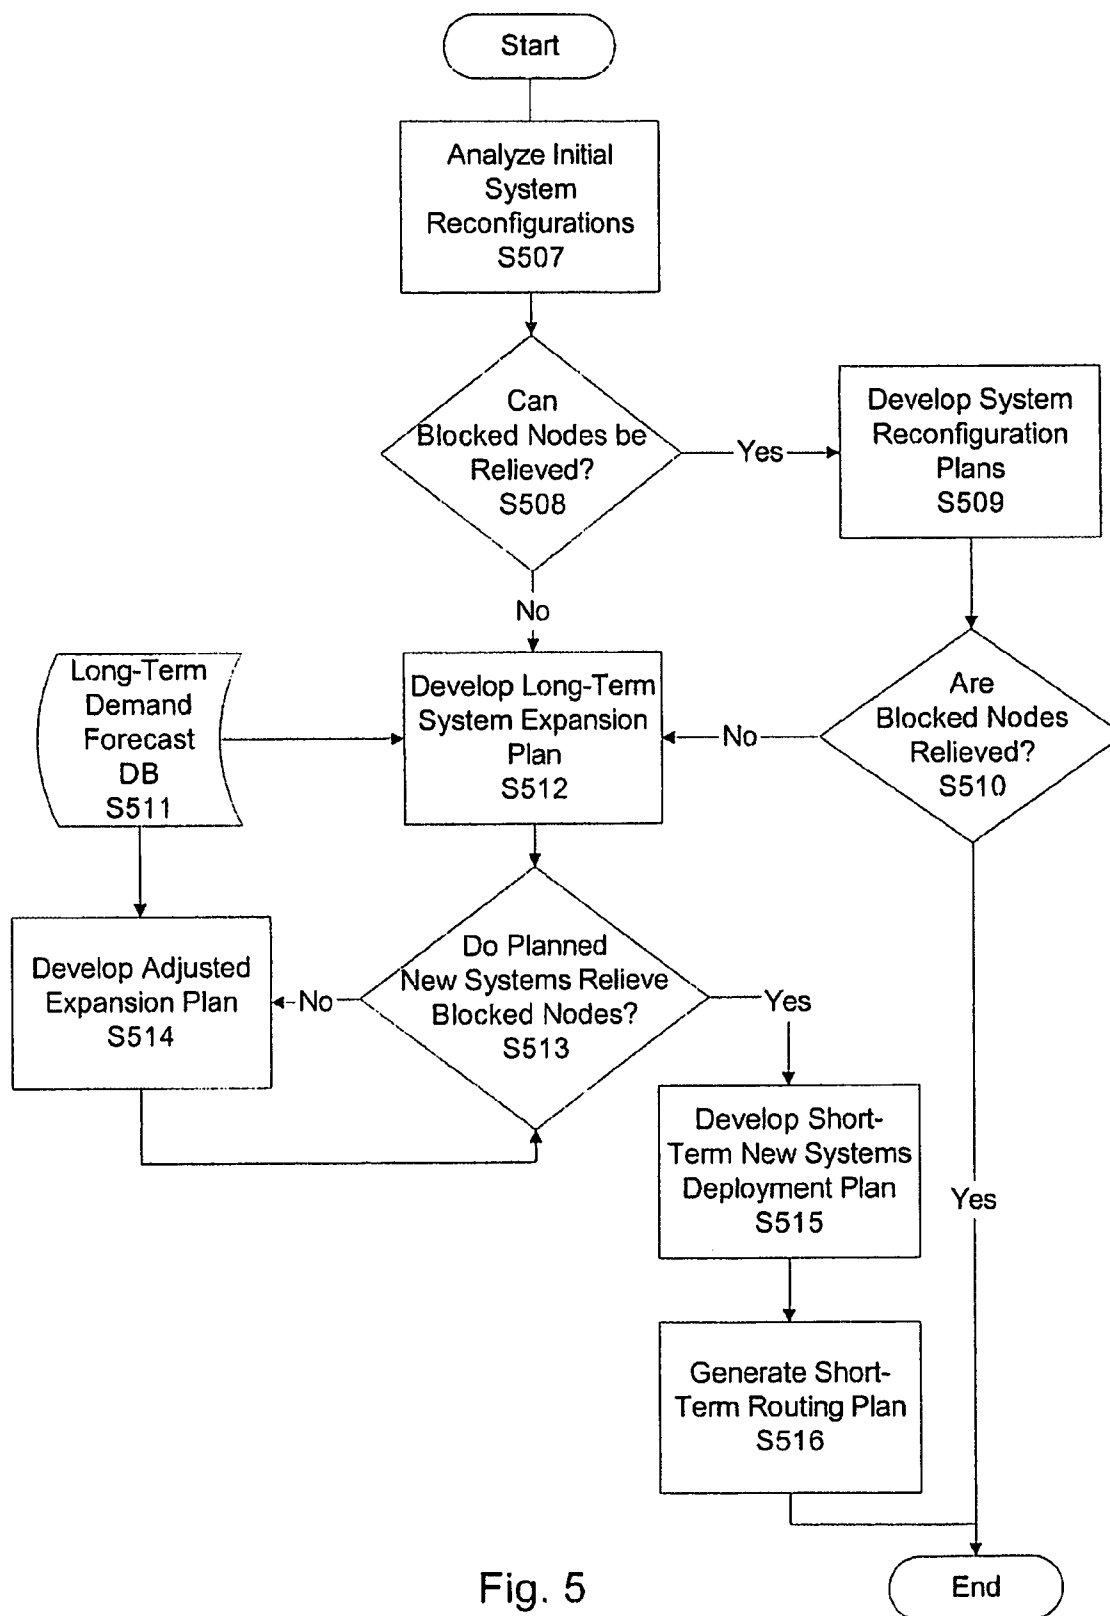 Start
Analyze Initial
System
Reconfigurations
S507
Can
Blocked Nodes be
Relieved?
S508
Yes
Develop System
Reconfiguration
Plans
S509
No
Long-Term
Demand
Forecast
DB
S511
Develop Long-Term
System Expansion
Plan
S512
No
Are
Blocked Nodes
Relieved?
S510
Develop Adjusted
Expansion Plan
S514
No
Do Planned
New Systems Relieve
Blocked Nodes?
S513
Yes
Develop Short-
Term New Systems
Deployment Plan
S515
Yes
Generate Short-
Term Routing Plan
S516
Fig. 5
End